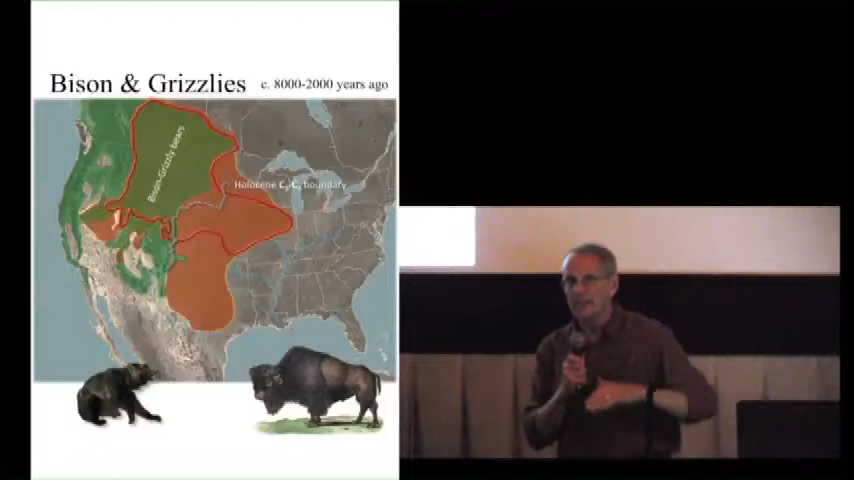 Bison & Grizzlies c. 8000-2000 years ago
Bison-Grizzly bears
Holocene C3-C4 boundary